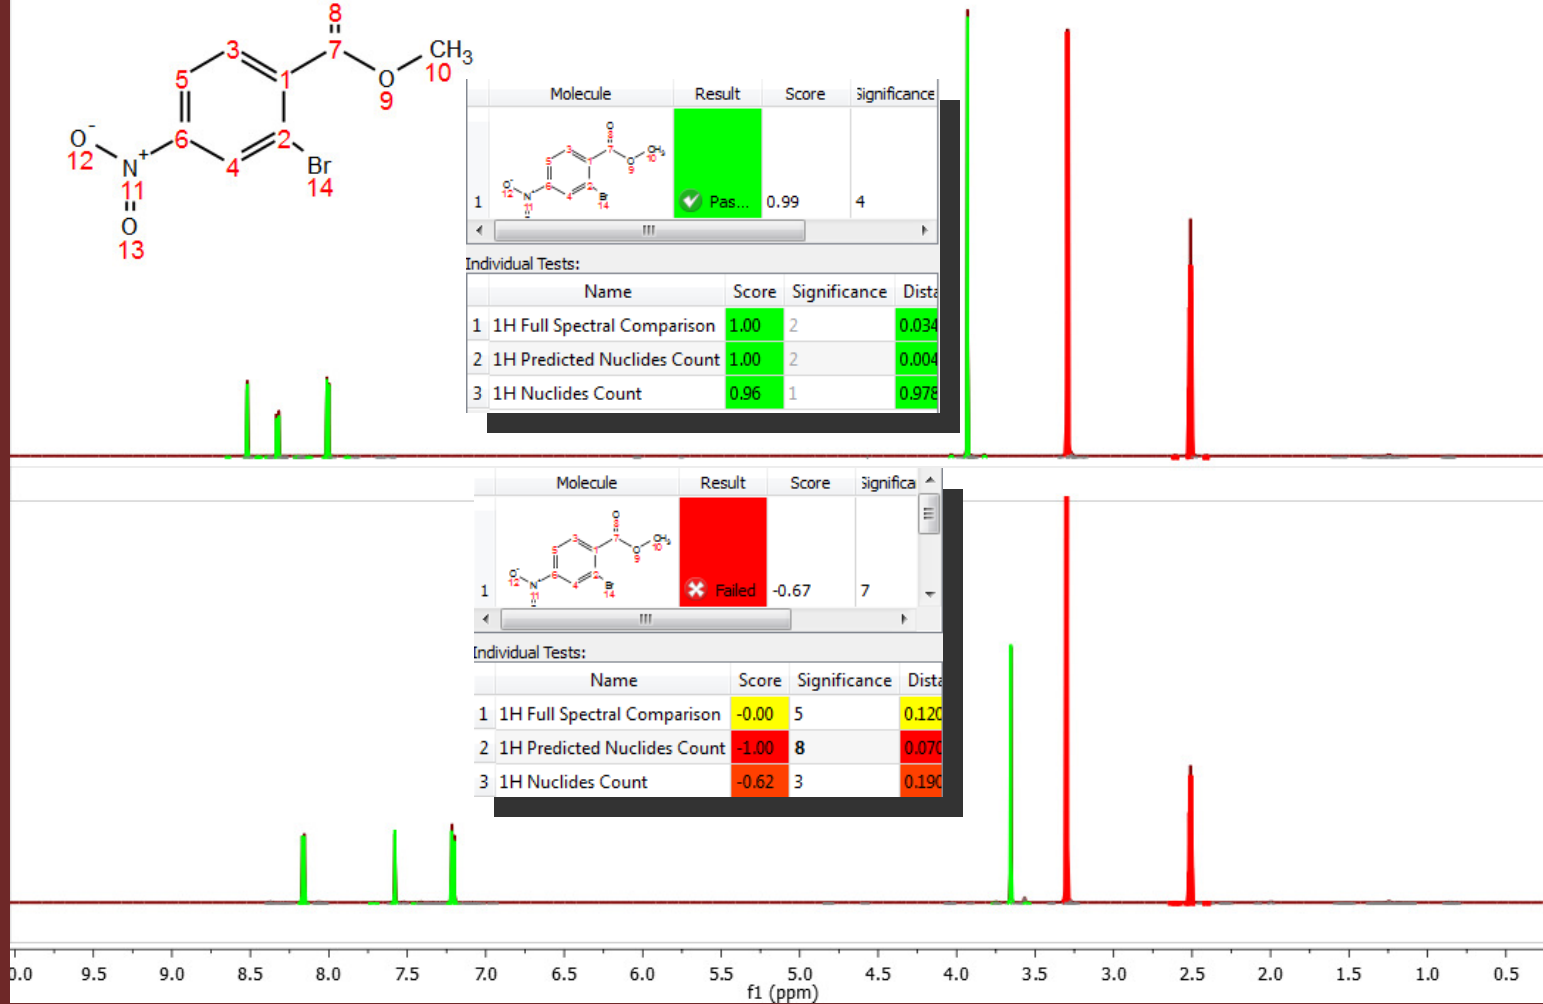 8
3
7
CH3
10
5
1
O
9
O-
12
6
2
N+
4
Br
11
14
O
13
Molecule Result Score Significance
1 Pas... 0.99 4
Individual Tests:
Name Score Significance Dista
1 1H Full Spectral Comparison 1.00 2 0.034
2 1H Predicted Nuclides Count 1.00 2 0.004
3 1H Nuclides Count 0.96 1 0.978
Molecule Result Score Significa
1 Failed -0.67 7
Individual Tests:
Name Score Significance Dista
1 1H Full Spectral Comparison -0.00 5 0.120
2 1H Predicted Nuclides Count -1.00 8 0.070
3 1H Nuclides Count -0.62 3 0.190
0.0 9.5 9.0 8.5 8.0 7.5 7.0 6.5 6.0 5.5 5.0 4.5 4.0 3.5 3.0 2.5 2.0 1.5 1.0 0.5
f1 (ppm)